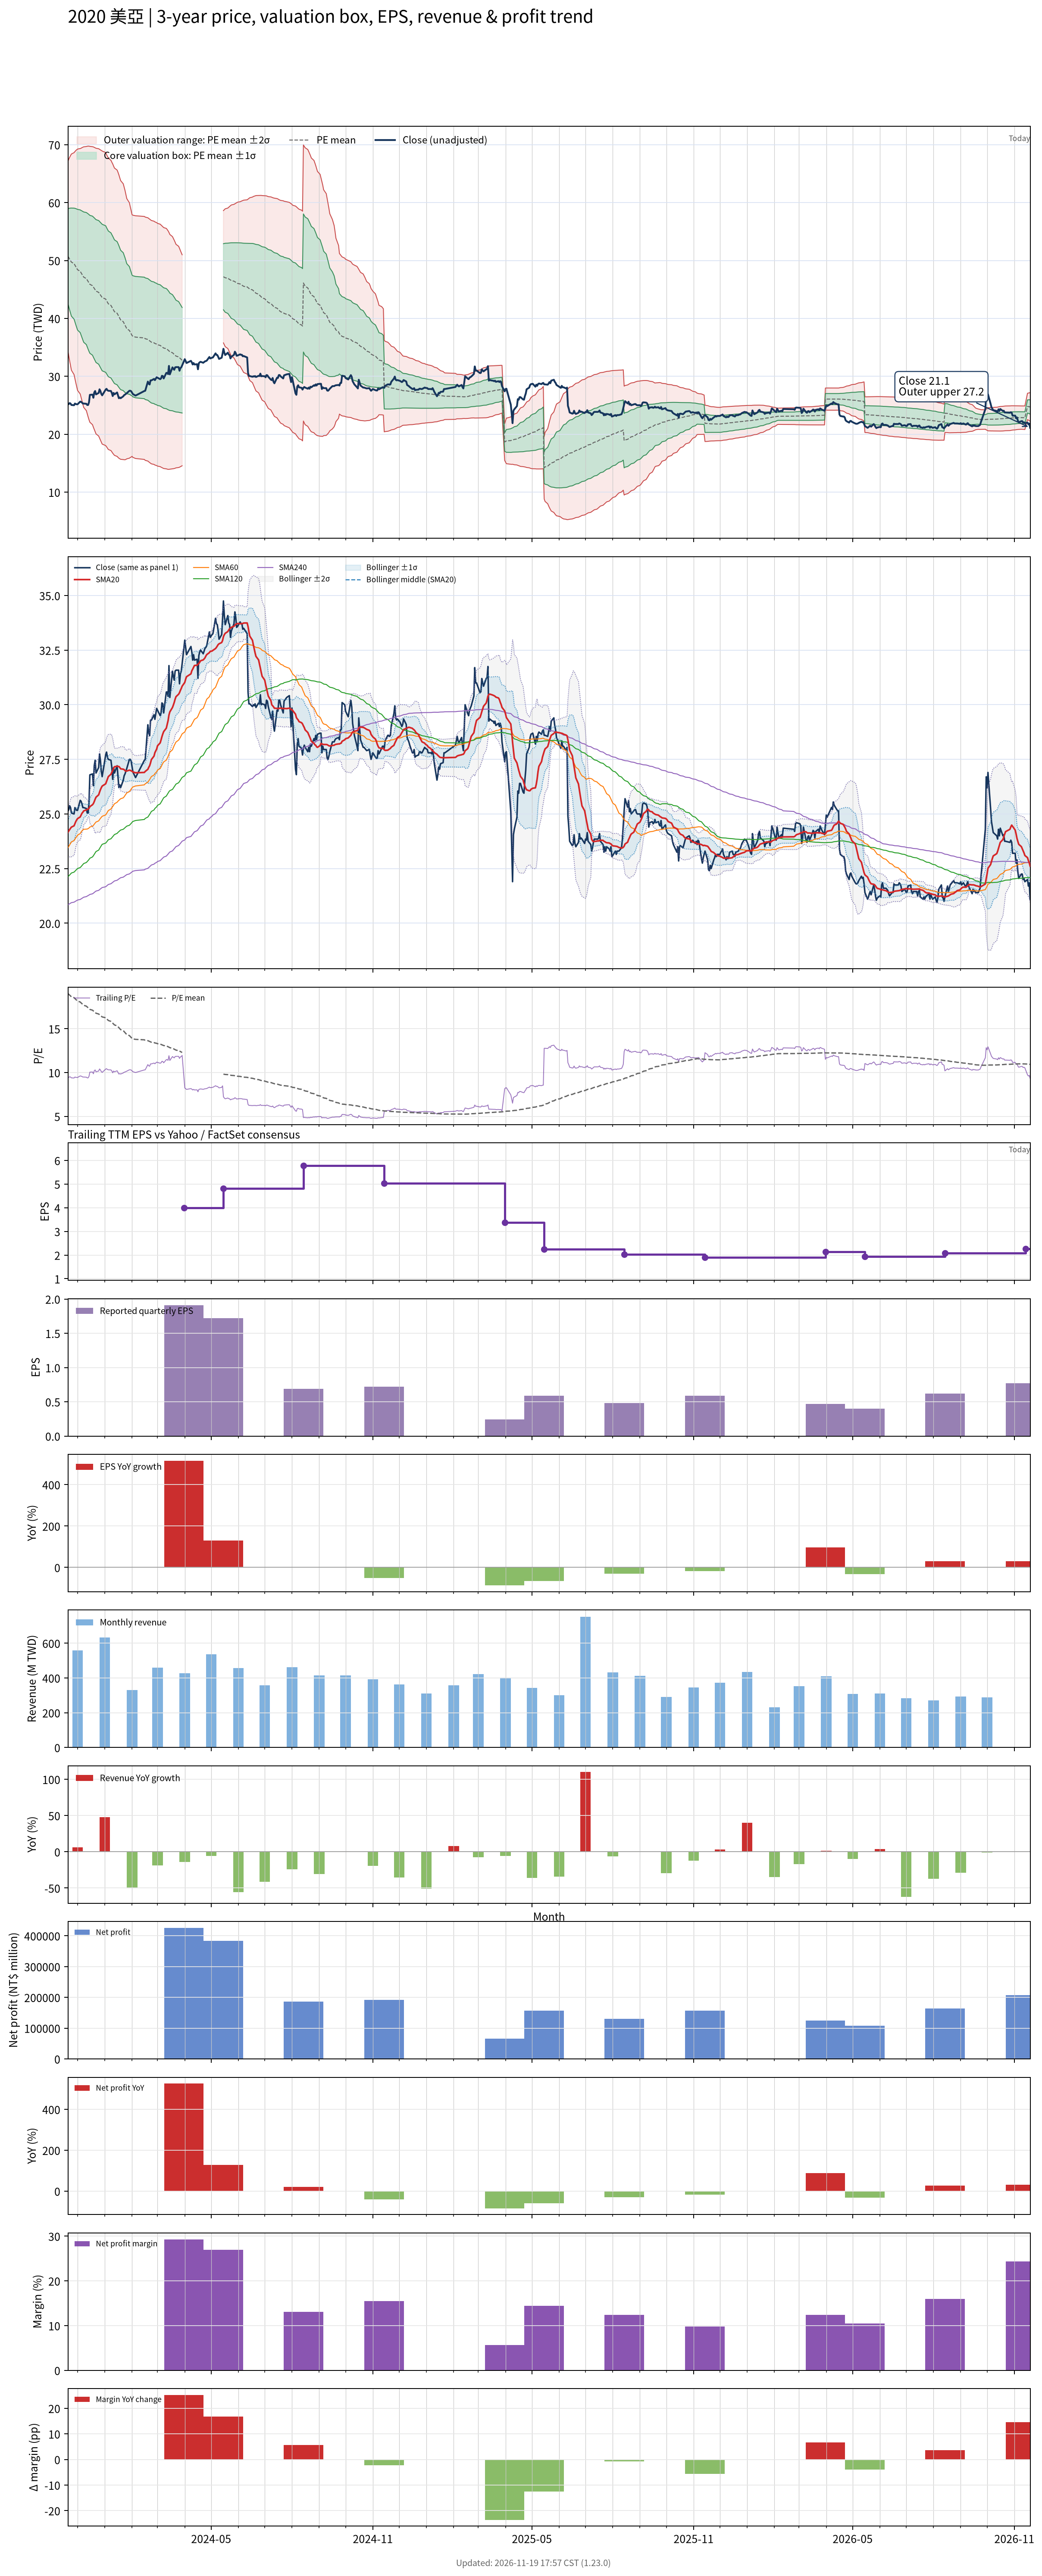 2020 美亞 | 3-year price, valuation box, EPS, revenue & profit trend
Outer valuation range: PE mean ±2σ
Core valuation box: PE mean ±1σ
PE mean
Close (unadjusted)
Today
Close 21.1
Outer upper 27.2
Price (TWD)
70
60
50
40
30
20
10
Close (same as panel 1)
SMA20
SMA60
SMA120
SMA240
Bollinger ±2σ
Bollinger ±1σ
Bollinger middle (SMA20)
Price
35.0
32.5
30.0
27.5
25.0
22.5
20.0
Trailing P/E
P/E mean
P/E
15
10
5
Trailing TTM EPS vs Yahoo / FactSet consensus
Today
EPS
6
5
4
3
2
1
Reported quarterly EPS
EPS
2.0
1.5
1.0
0.5
0.0
EPS YoY growth
YoY (%)
400
200
0
Monthly revenue
Revenue (M TWD)
600
400
200
0
Revenue YoY growth
YoY (%)
100
50
0
-50
Month
Net profit
Net profit (NT$ million)
400000
300000
200000
100000
0
Net profit YoY
YoY (%)
400
200
0
Net profit margin
Margin (%)
30
20
10
0
Margin YoY change
Δ margin (pp)
20
10
0
-10
-20
2024-05
2024-11
2025-05
2025-11
2026-05
2026-11
Updated: 2026-11-19 17:57 CST (1.23.0)